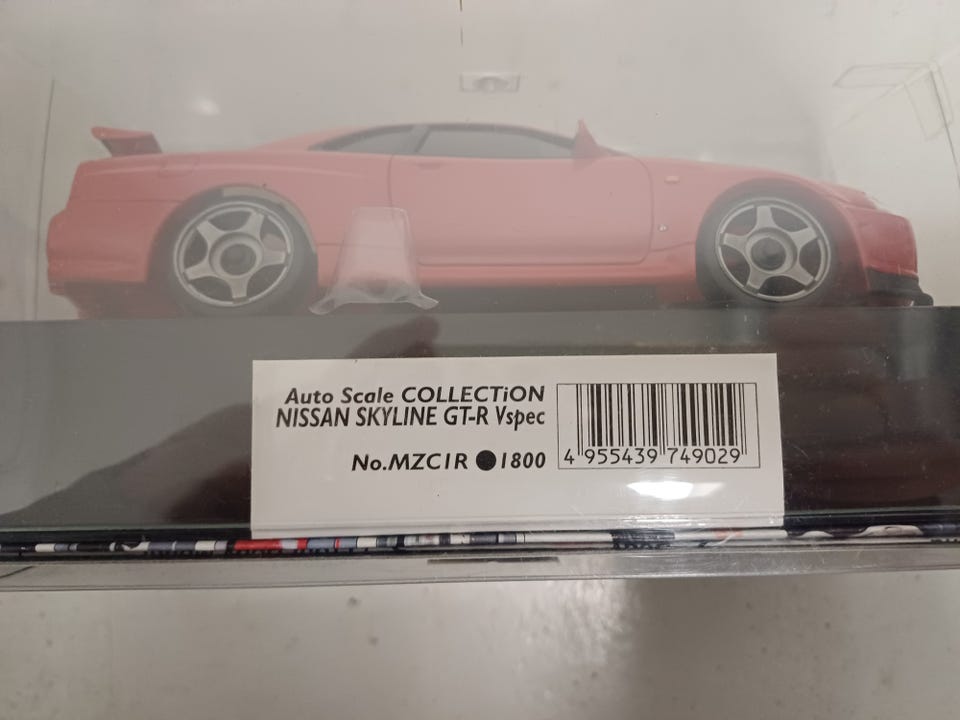 Auto Scale COLLECTiON
NISSAN SKYLINE GT-R Vspec
No.MZC1R ●1800
4 955439 749029